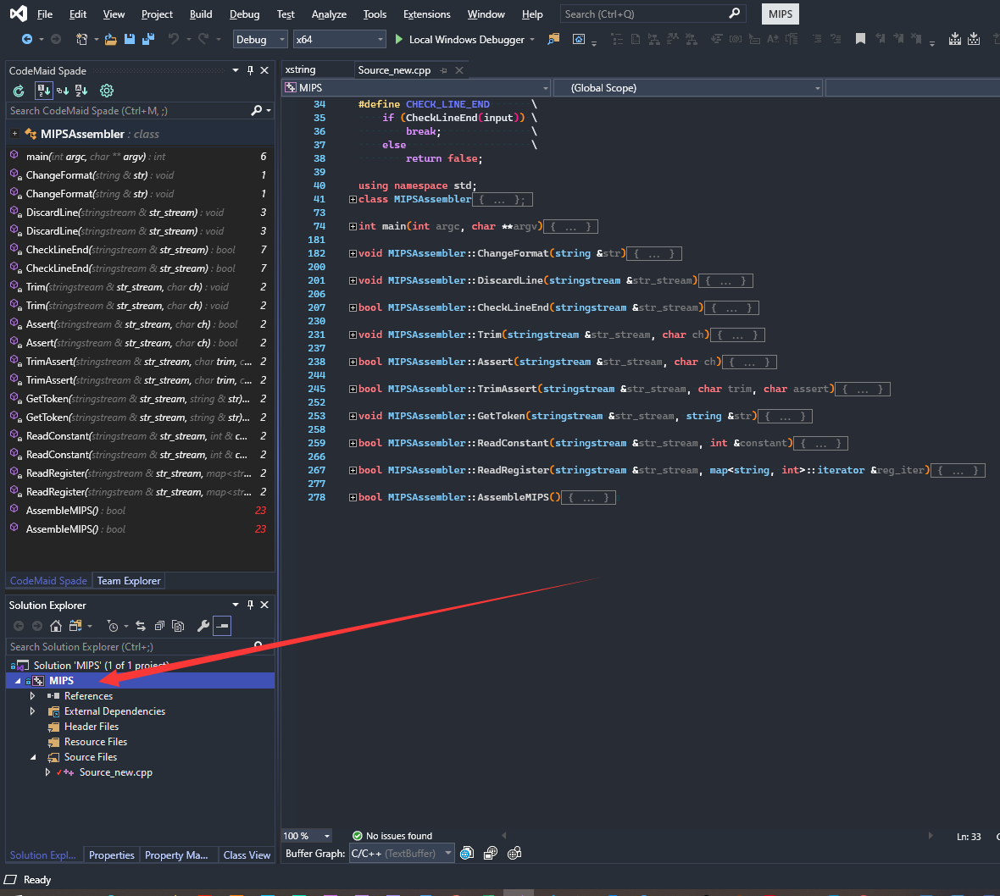 File Edit View Project Build Debug Test Analyze Tools Extensions Window Help Search (Ctrl+Q) MIPS
Debug x64 Local Windows Debugger
CodeMaid Spade
Search CodeMaid Spade (Ctrl+M, ;)
MIPSAssembler : class
main(int argc, char ** argv) : int 6
ChangeFormat(string & str) : void 1
ChangeFormat(string & str) : void 1
DiscardLine(stringstream & str_stream) : void 3
DiscardLine(stringstream & str_stream) : void 3
CheckLineEnd(stringstream & str_stream) : bool 7
CheckLineEnd(stringstream & str_stream) : bool 7
Trim(stringstream & str_stream, char ch) : void 2
Trim(stringstream & str_stream, char ch) : void 2
Assert(stringstream & str_stream, char ch) : bool 2
Assert(stringstream & str_stream, char ch) : bool 2
TrimAssert(stringstream & str_stream, char trim, c... 2
TrimAssert(stringstream & str_stream, char trim, c... 2
GetToken(stringstream & str_stream, string & str)... 2
GetToken(stringstream & str_stream, string & str)... 2
ReadConstant(stringstream & str_stream, int & c... 2
ReadConstant(stringstream & str_stream, int & c... 2
ReadRegister(stringstream & str_stream, map<str... 2
ReadRegister(stringstream & str_stream, map<str... 2
AssembleMIPS() : bool 23
AssembleMIPS() : bool 23
CodeMaid Spade Team Explorer
Solution Explorer
Search Solution Explorer (Ctrl+;)
Solution 'MIPS' (1 of 1 project)
MIPS
References
External Dependencies
Header Files
Resource Files
Source Files
Source_new.cpp
Solution Expl... Properties Property Ma... Class View
xstring Source_new.cpp
MIPS (Global Scope)
34 #define CHECK_LINE_END \
35 if (CheckLineEnd(input)) \
36 break; \
37 else \
38 return false;
39
40 using namespace std;
41 class MIPSAssembler{ ... };
73
74 int main(int argc, char **argv){ ... }
181
182 void MIPSAssembler::ChangeFormat(string &str){ ... }
200
201 void MIPSAssembler::DiscardLine(stringstream &str_stream){ ... }
206
207 bool MIPSAssembler::CheckLineEnd(stringstream &str_stream){ ... }
230
231 void MIPSAssembler::Trim(stringstream &str_stream, char ch){ ... }
237
238 bool MIPSAssembler::Assert(stringstream &str_stream, char ch){ ... }
244
245 bool MIPSAssembler::TrimAssert(stringstream &str_stream, char trim, char assert){ ... }
252
253 void MIPSAssembler::GetToken(stringstream &str_stream, string &str){ ... }
258
259 bool MIPSAssembler::ReadConstant(stringstream &str_stream, int &constant){ ... }
266
267 bool MIPSAssembler::ReadRegister(stringstream &str_stream, map<string, int>::iterator &reg_iter){ ... }
277
278 bool MIPSAssembler::AssembleMIPS(){ ... }
100 % No issues found Ln: 33
Buffer Graph: C/C++ (TextBuffer)
Ready